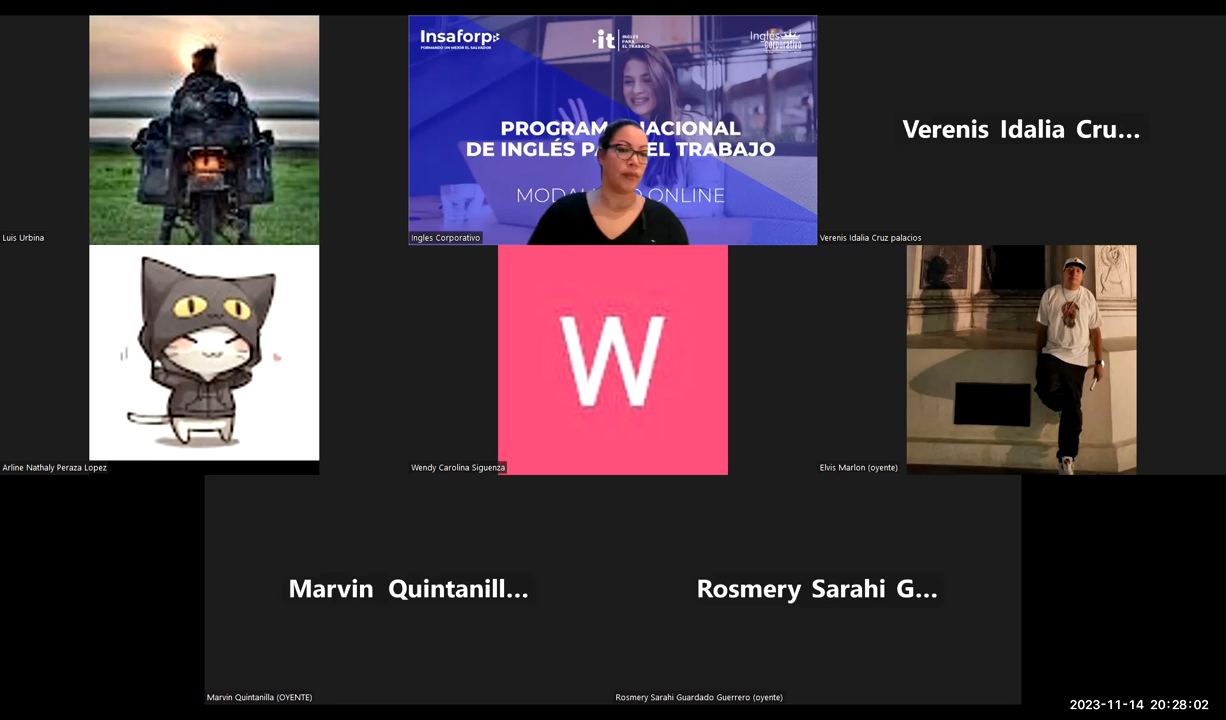 Insaforp
FORMANDO UN MEJOR EL SALVADOR
it
INGLÉS
PARA
EL TRABAJO
Inglés
corporativo
PROGRAM NACIONAL
DE INGLÉS P EL TRABAJO
MODAL D ONLINE
Verenis Idalia Cru...
Luis Urbina
Ingles Corporativo
Verenis Idalia Cruz palacios
W
Arline Nathaly Peraza Lopez
Wendy Carolina Siguenza
Elvis Marlon (oyente)
Marvin Quintanill...
Rosmery Sarahi G...
Marvin Quintanilla (OYENTE)
Rosmery Sarahi Guardado Guerrero (oyente)
2023-11-14 20:28:02